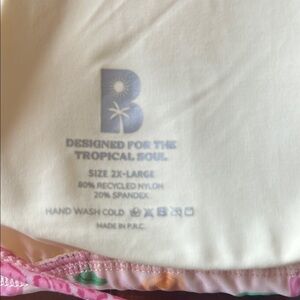 B
DESIGNED FOR THE
TROPICAL SOUL
SIZE 2X-LARGE
80% RECYCLED NYLON
20% SPANDEX
HAND WASH COLD
MADE IN P.R.C.